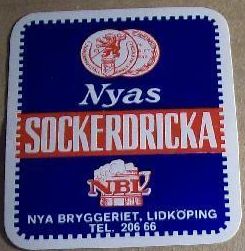 Nyas
SOCKERDRICKA
NBL
NYA BRYGGERIET, LIDKÖPING
TEL. 206 66